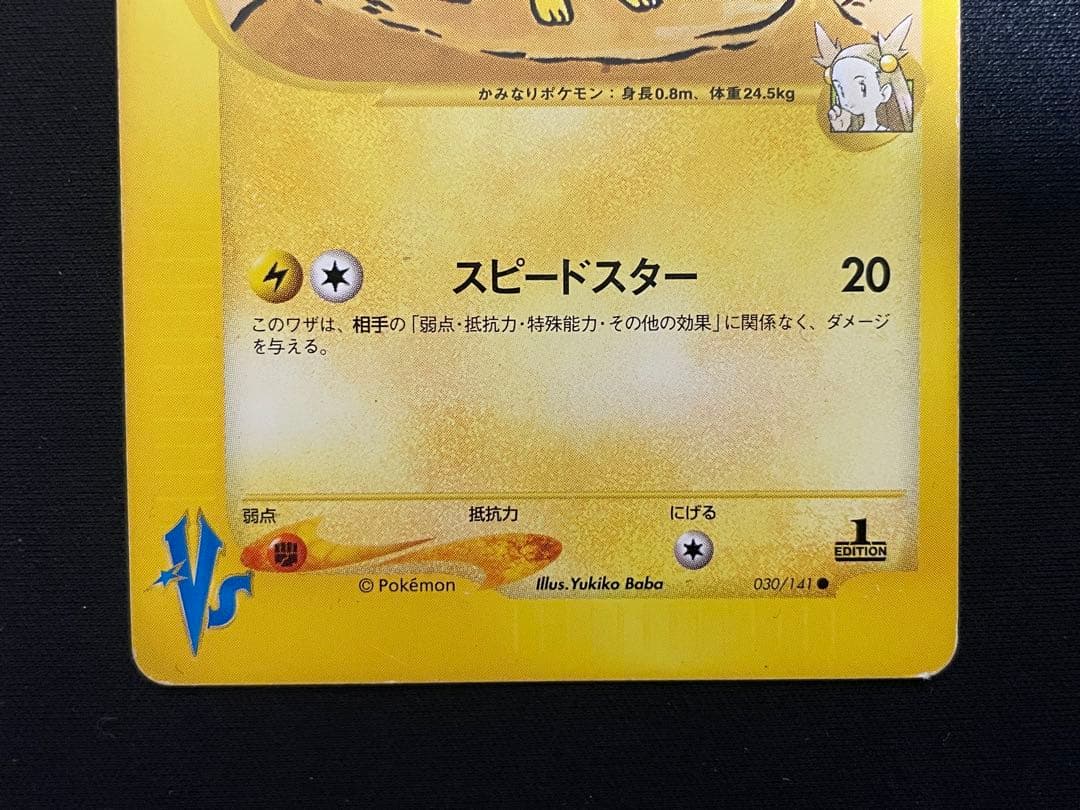 かみなりポケモン：身長0.8m、体重24.5kg
スピードスター 20
このワザは、相手の「弱点・抵抗力・特殊能力・その他の効果」に関係なく、ダメージ
を与える。
弱点 抵抗力 にげる
1
EDITION
VS
© Pokémon Illus.Yukiko Baba 030/141●